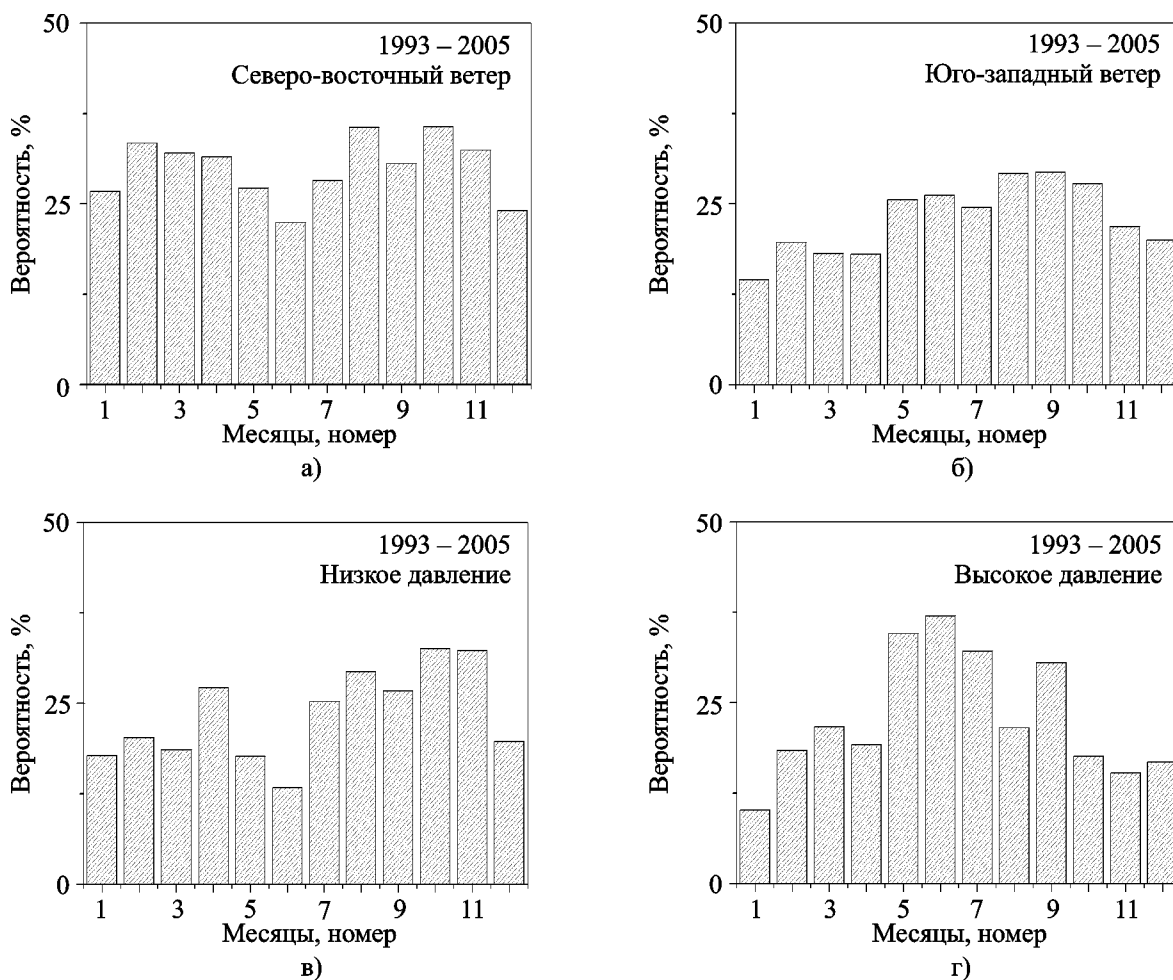 50
1993 – 2005
Северо-восточный ветер
Вероятность, %
25
0
1 3 5 7 9 11
Месяцы, номер
а)
50
1993 – 2005
Юго-западный ветер
Вероятность, %
25
0
1 3 5 7 9 11
Месяцы, номер
б)
50
1993 – 2005
Низкое давление
Вероятность, %
25
0
1 3 5 7 9 11
Месяцы, номер
в)
50
1993 – 2005
Высокое давление
Вероятность, %
25
0
1 3 5 7 9 11
Месяцы, номер
г)